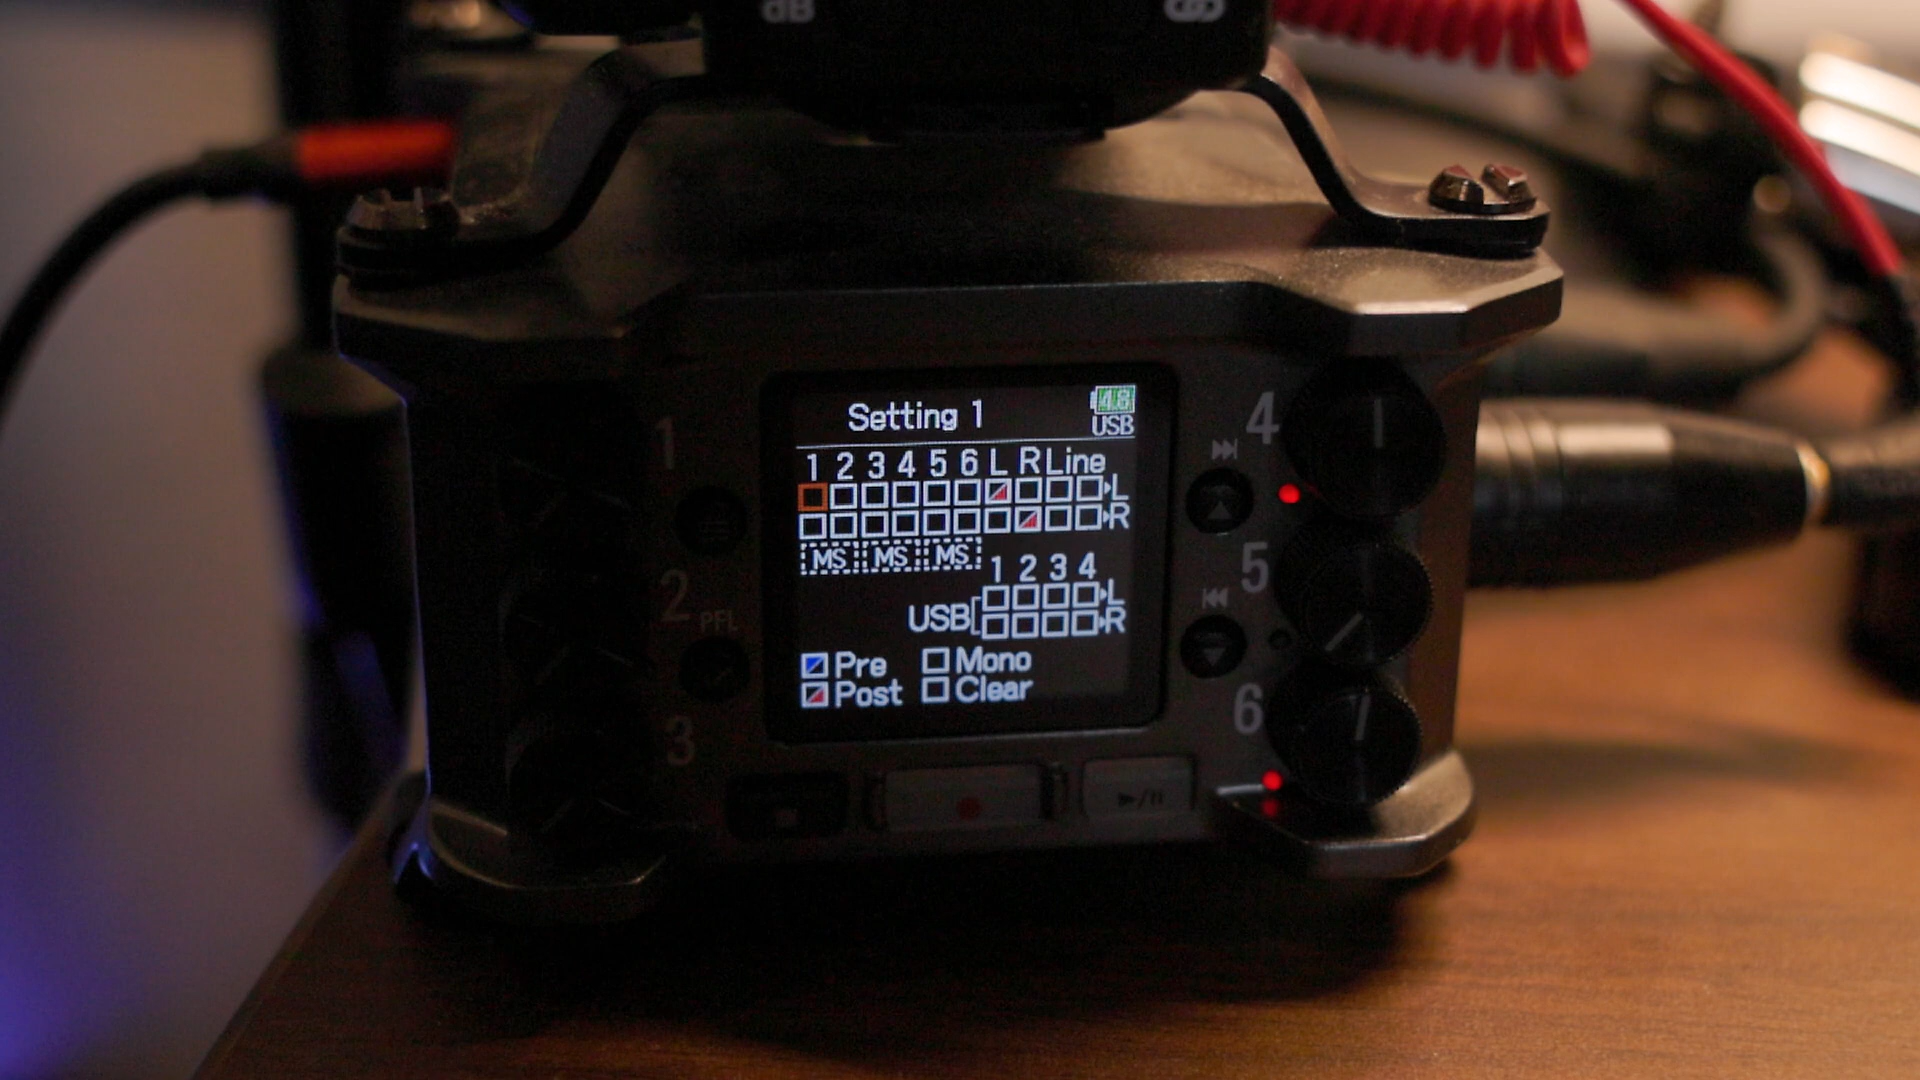 dB
Setting 1
4.8
USB
1 2 3 4 5 6 L R Line
L
R
MS MS MS
1 2 3 4
USB
L
R
Pre Mono
Post Clear
1
2 PFL
3
4
5
6